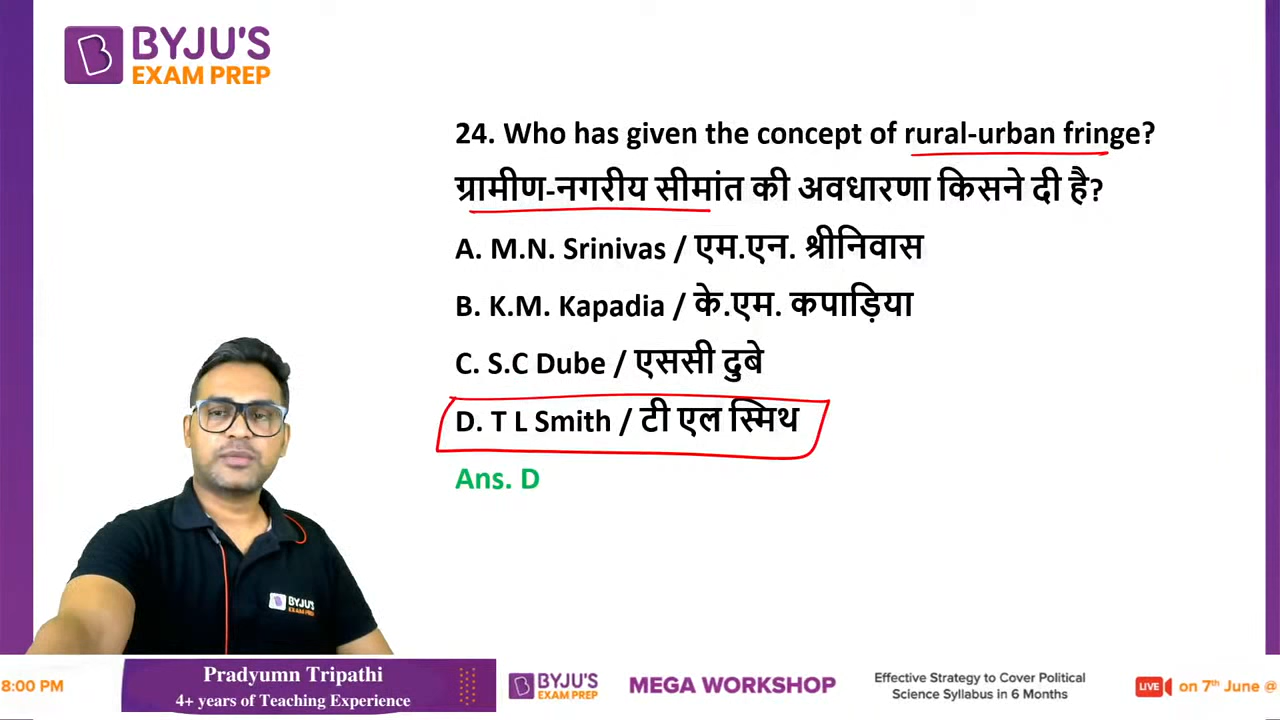 BYJU'S
EXAM PREP
24. Who has given the concept of rural-urban fringe?
ग्रामीण-नगरीय सीमांत की अवधारणा किसने दी है?
A. M.N. Srinivas / एम.एन. श्रीनिवास
B. K.M. Kapadia / के.एम. कपाड़िया
C. S.C Dube / एससी दुबे
D. T L Smith / टी एल स्मिथ
Ans. D
BYJU'S
EXAM PREP
8:00 PM
Pradyumn Tripathi
4+ years of Teaching Experience
BYJU'S
EXAM PREP
MEGA WORKSHOP
Effective Strategy to Cover Political
Science Syllabus in 6 Months
LIVE on 7th June @